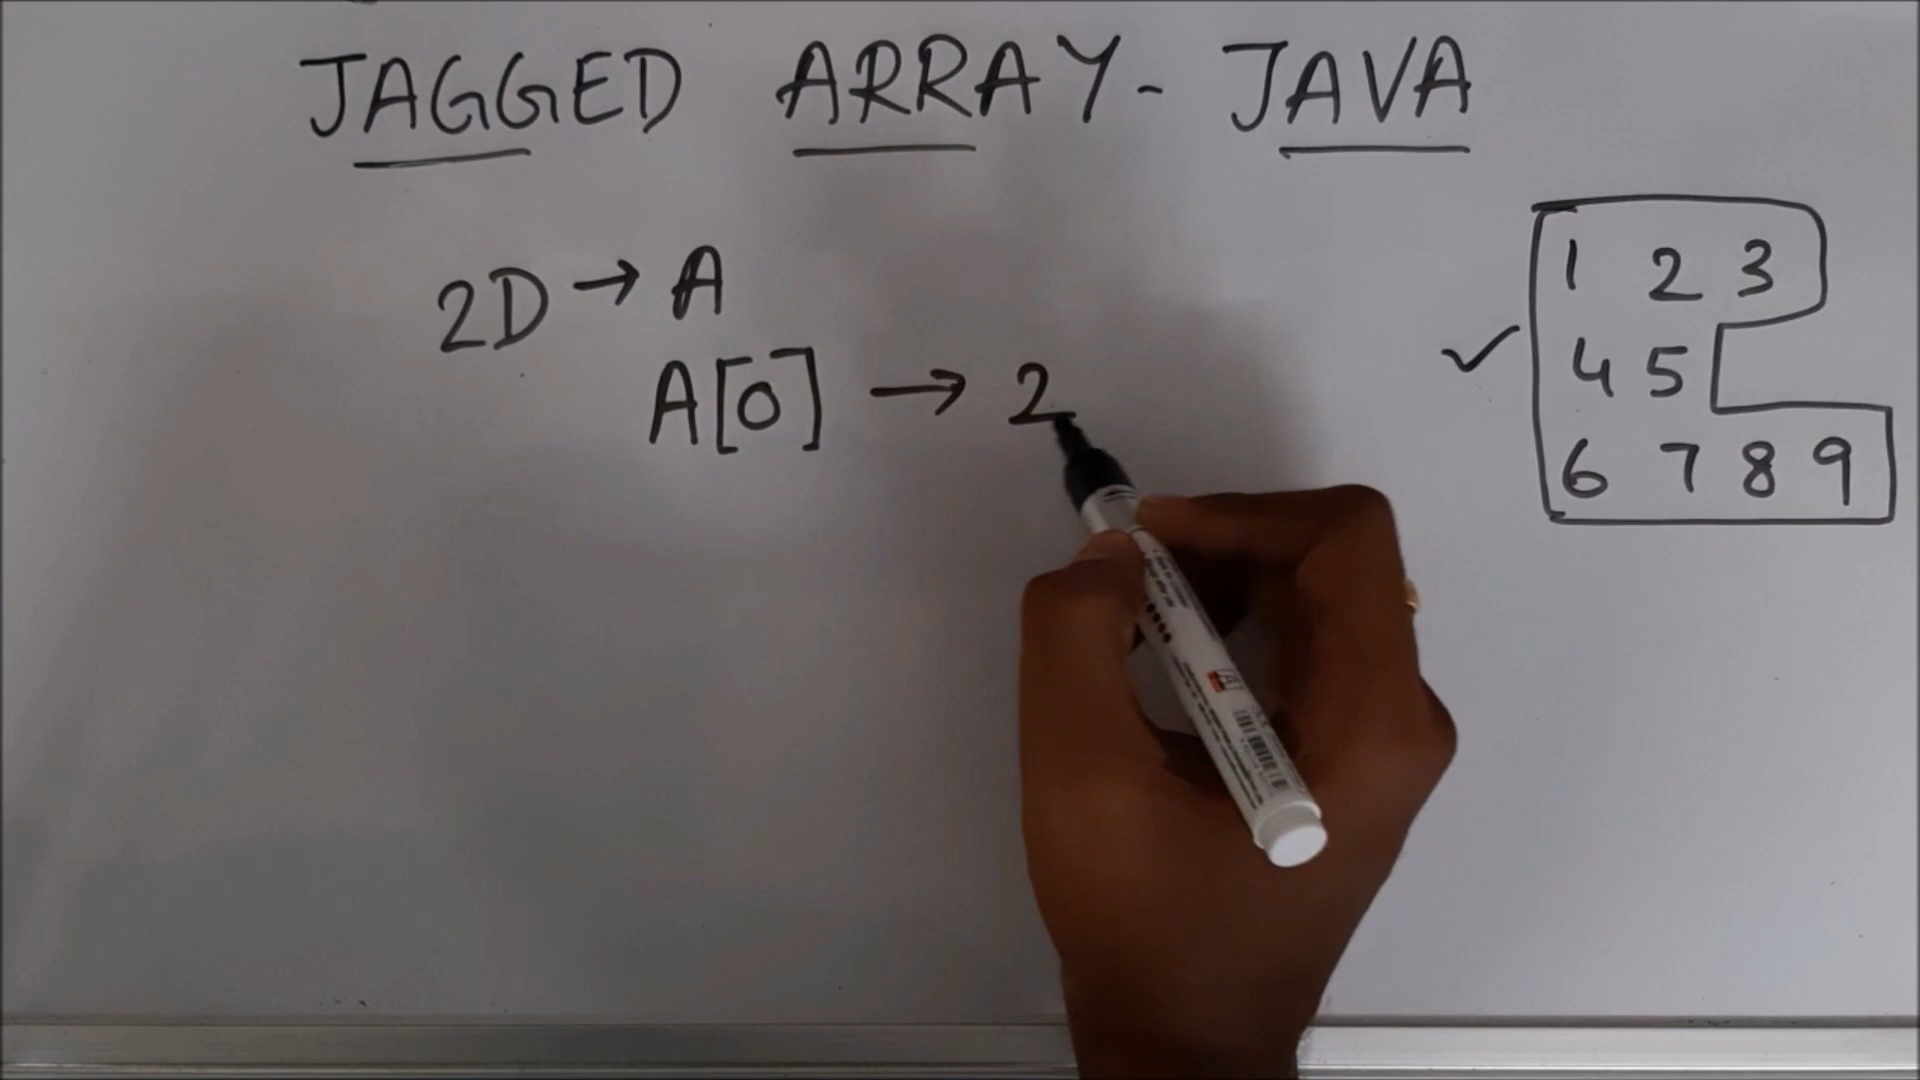 JAGGED ARRAY - JAVA
2D → A
A[0] → 2
✓
1 2 3
4 5
6 7 8 9